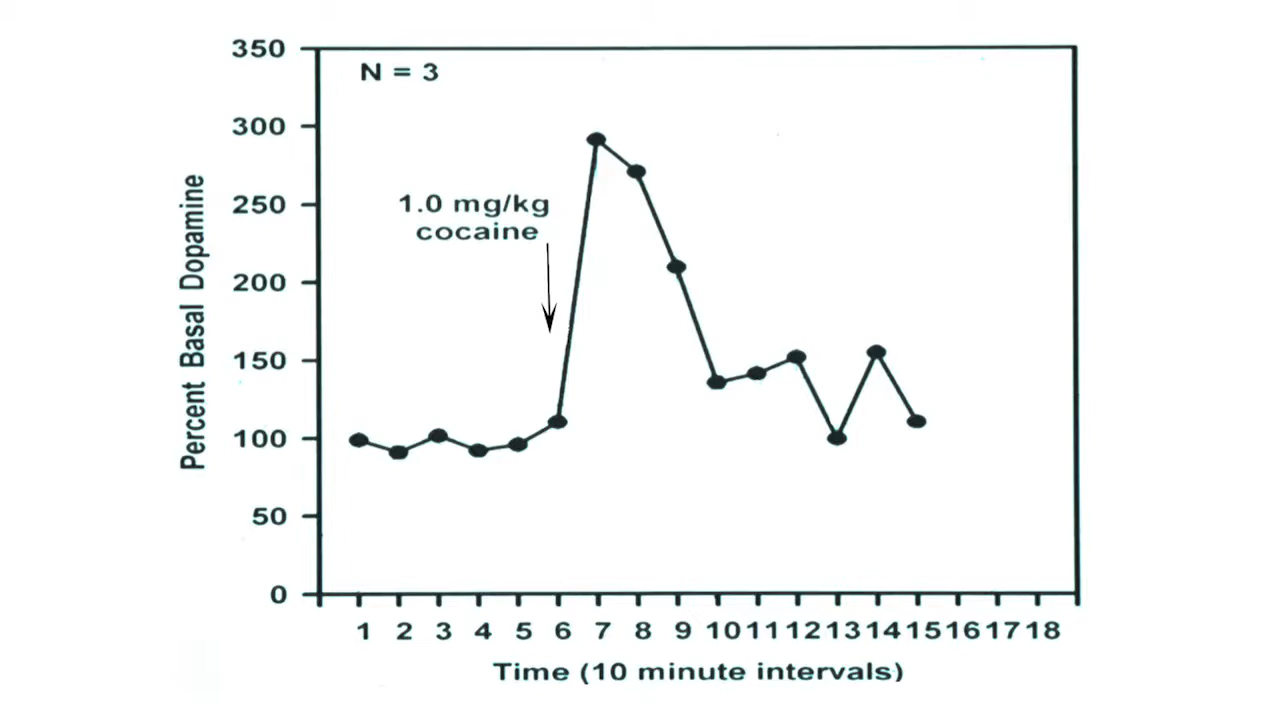 350
N = 3
300
1.0 mg/kg
250
cocaine
200
150
100
50
0
Percent Basal Dopamine
1 2 3 4 5 6 7 8 9 10 11 12 13 14 15 16 17 18
Time (10 minute intervals)